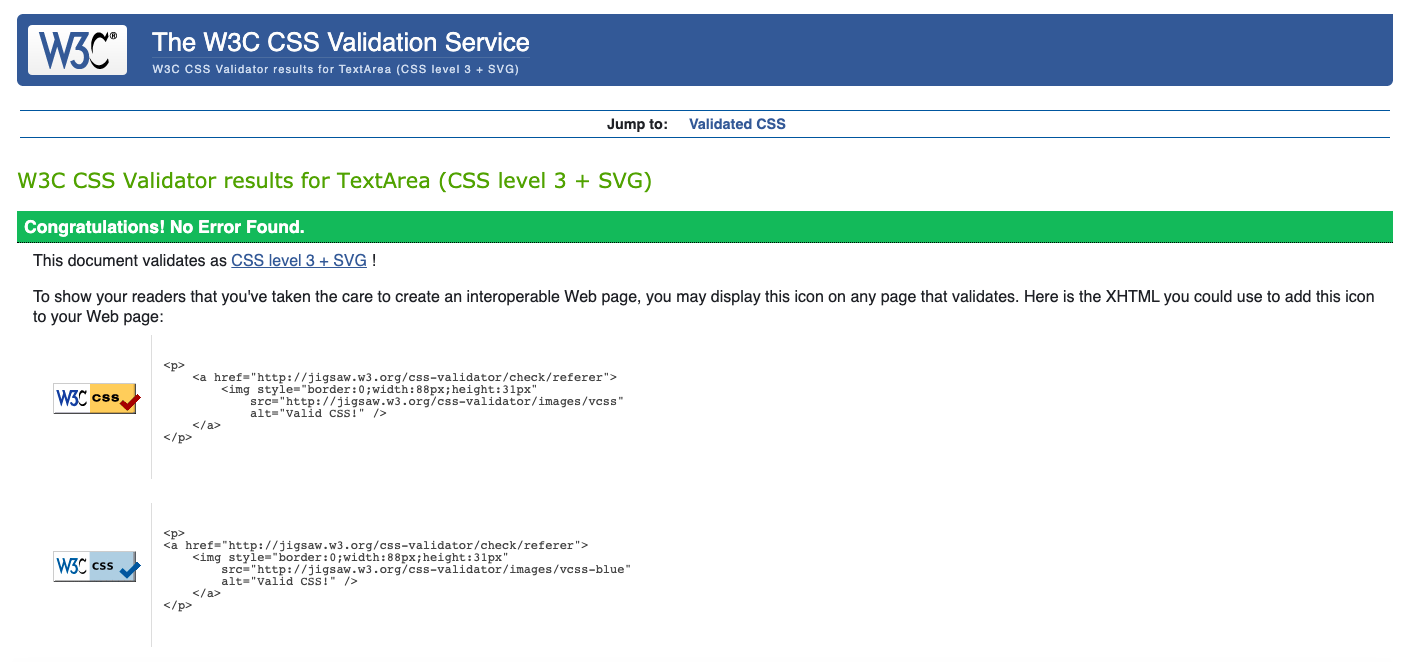 W3C®
The W3C CSS Validation Service
W3C CSS Validator results for TextArea (CSS level 3 + SVG)
Jump to: Validated CSS
W3C CSS Validator results for TextArea (CSS level 3 + SVG)
Congratulations! No Error Found.
This document validates as CSS level 3 + SVG !
To show your readers that you've taken the care to create an interoperable Web page, you may display this icon on any page that validates. Here is the XHTML you could use to add this icon
to your Web page:
W3C css
<p>
    <a href="http://jigsaw.w3.org/css-validator/check/referer">
        <img style="border:0;width:88px;height:31px"
            src="http://jigsaw.w3.org/css-validator/images/vcss"
            alt="Valid CSS!" />
    </a>
</p>
W3C css
<p>
<a href="http://jigsaw.w3.org/css-validator/check/referer">
    <img style="border:0;width:88px;height:31px"
        src="http://jigsaw.w3.org/css-validator/images/vcss-blue"
        alt="Valid CSS!" />
    </a>
</p>